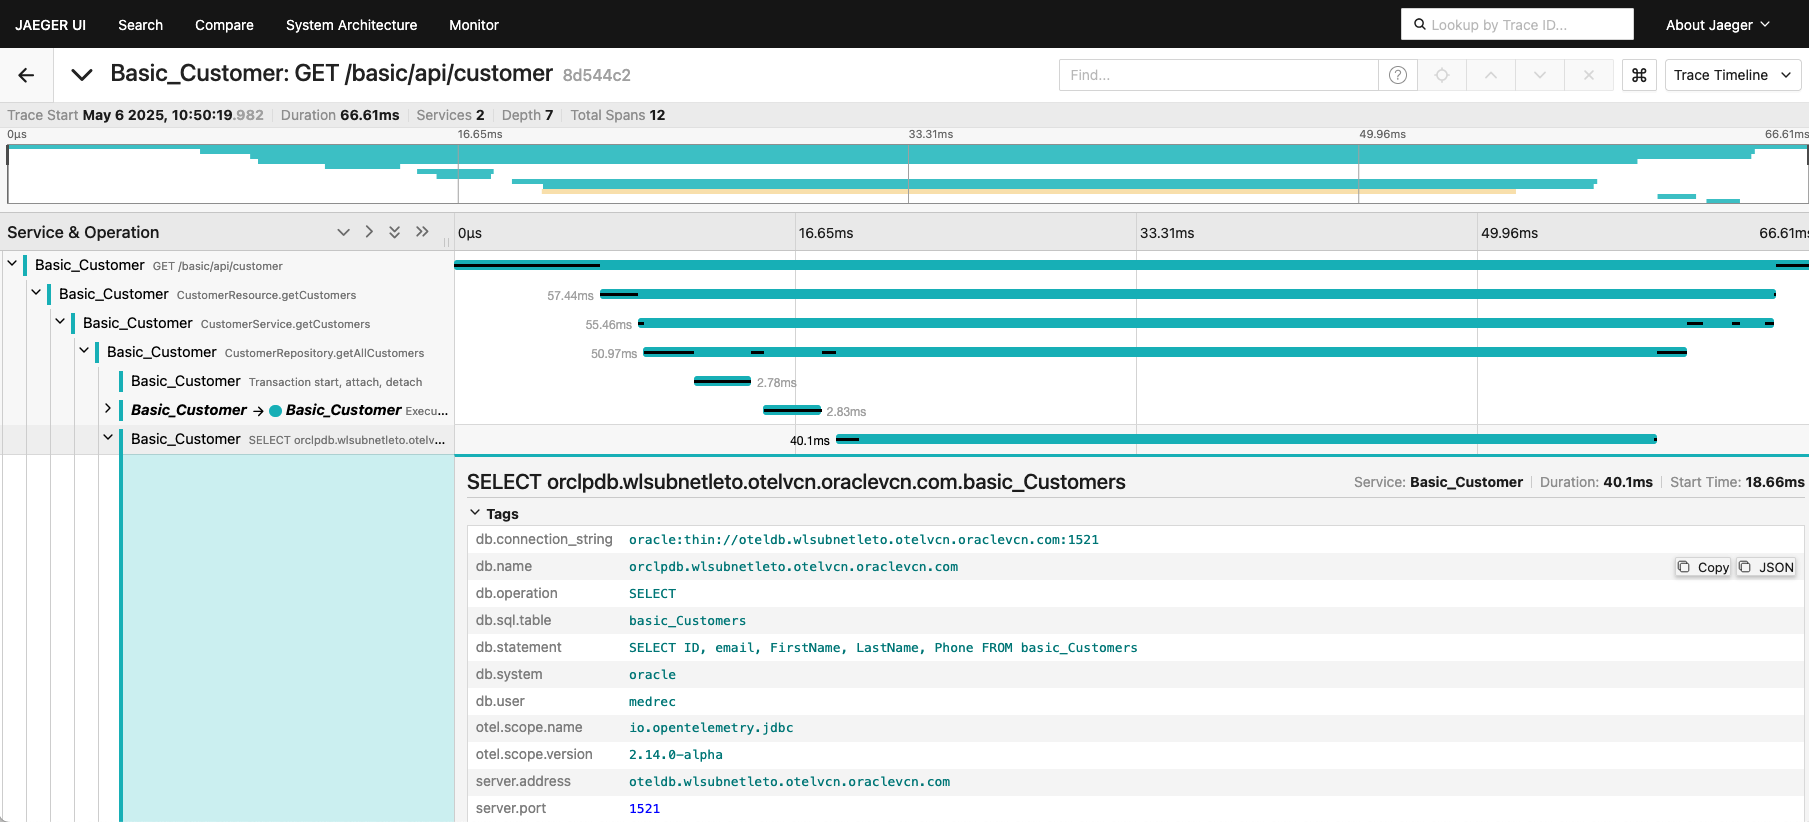 JAEGER UI Search Compare System Architecture Monitor Lookup by Trace ID... About Jaeger
Basic_Customer: GET /basic/api/customer 8d544c2 Find... ? ⌘ Trace Timeline
Trace Start May 6 2025, 10:50:19.982 Duration 66.61ms Services 2 Depth 7 Total Spans 12
0μs 16.65ms 33.31ms 49.96ms 66.61ms
Service & Operation 0μs 16.65ms 33.31ms 49.96ms 66.61ms
Basic_Customer GET /basic/api/customer
Basic_Customer CustomerResource.getCustomers 57.44ms
Basic_Customer CustomerService.getCustomers 55.46ms
Basic_Customer CustomerRepository.getAllCustomers 50.97ms
Basic_Customer Transaction start, attach, detach 2.78ms
Basic_Customer → Basic_Customer Execu... 2.83ms
Basic_Customer SELECT orclpdb.wlsubnetleto.otelv... 40.1ms
SELECT orclpdb.wlsubnetleto.otelvcn.oraclevcn.com.basic_Customers Service: Basic_Customer Duration: 40.1ms Start Time: 18.66ms
Tags
db.connection_string oracle:thin://oteldb.wlsubnetleto.otelvcn.oraclevcn.com:1521
db.name orclpdb.wlsubnetleto.otelvcn.oraclevcn.com Copy JSON
db.operation SELECT
db.sql.table basic_Customers
db.statement SELECT ID, email, FirstName, LastName, Phone FROM basic_Customers
db.system oracle
db.user medrec
otel.scope.name io.opentelemetry.jdbc
otel.scope.version 2.14.0-alpha
server.address oteldb.wlsubnetleto.otelvcn.oraclevcn.com
server.port 1521